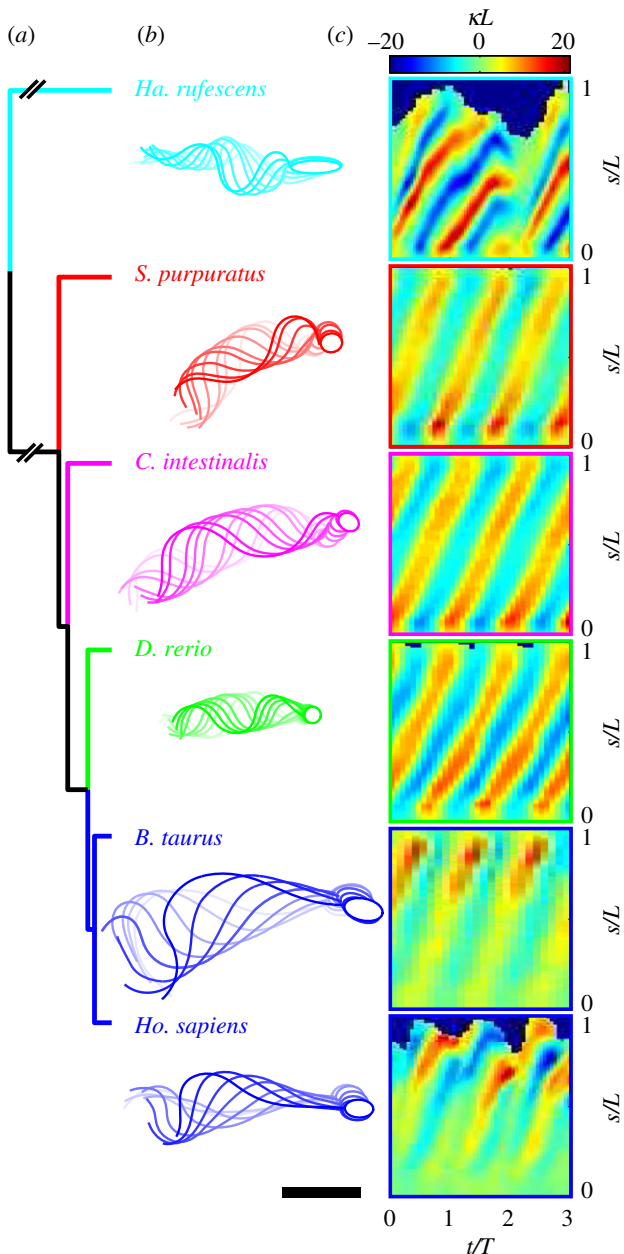 (a) (b) (c) κL
−20 0 20
Ha. rufescens
1
s/L
0
S. purpuratus
1
s/L
0
C. intestinalis
1
s/L
0
D. rerio
1
s/L
0
B. taurus
1
s/L
0
Ho. sapiens
1
s/L
0
0 1 2 3
t/T